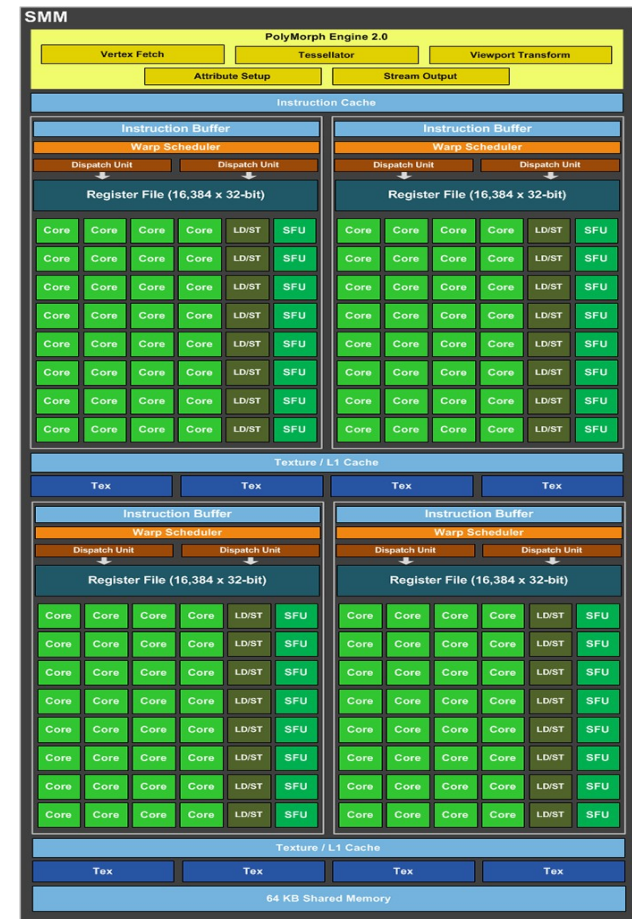 SMM
PolyMorph Engine 2.0
Vertex Fetch Tessellator Viewport Transform
Attribute Setup Stream Output
Instruction Cache
Instruction Buffer Instruction Buffer
Warp Scheduler Warp Scheduler
Dispatch Unit Dispatch Unit Dispatch Unit Dispatch Unit
Register File (16,384 x 32-bit) Register File (16,384 x 32-bit)
Core Core Core Core LD/ST SFU Core Core Core Core LD/ST SFU
Core Core Core Core LD/ST SFU Core Core Core Core LD/ST SFU
Core Core Core Core LD/ST SFU Core Core Core Core LD/ST SFU
Core Core Core Core LD/ST SFU Core Core Core Core LD/ST SFU
Core Core Core Core LD/ST SFU Core Core Core Core LD/ST SFU
Core Core Core Core LD/ST SFU Core Core Core Core LD/ST SFU
Core Core Core Core LD/ST SFU Core Core Core Core LD/ST SFU
Core Core Core Core LD/ST SFU Core Core Core Core LD/ST SFU
Texture / L1 Cache
Tex Tex Tex Tex
Instruction Buffer Instruction Buffer
Warp Scheduler Warp Scheduler
Dispatch Unit Dispatch Unit Dispatch Unit Dispatch Unit
Register File (16,384 x 32-bit) Register File (16,384 x 32-bit)
Core Core Core Core LD/ST SFU Core Core Core Core LD/ST SFU
Core Core Core Core LD/ST SFU Core Core Core Core LD/ST SFU
Core Core Core Core LD/ST SFU Core Core Core Core LD/ST SFU
Core Core Core Core LD/ST SFU Core Core Core Core LD/ST SFU
Core Core Core Core LD/ST SFU Core Core Core Core LD/ST SFU
Core Core Core Core LD/ST SFU Core Core Core Core LD/ST SFU
Core Core Core Core LD/ST SFU Core Core Core Core LD/ST SFU
Core Core Core Core LD/ST SFU Core Core Core Core LD/ST SFU
Texture / L1 Cache
Tex Tex Tex Tex
64 KB Shared Memory